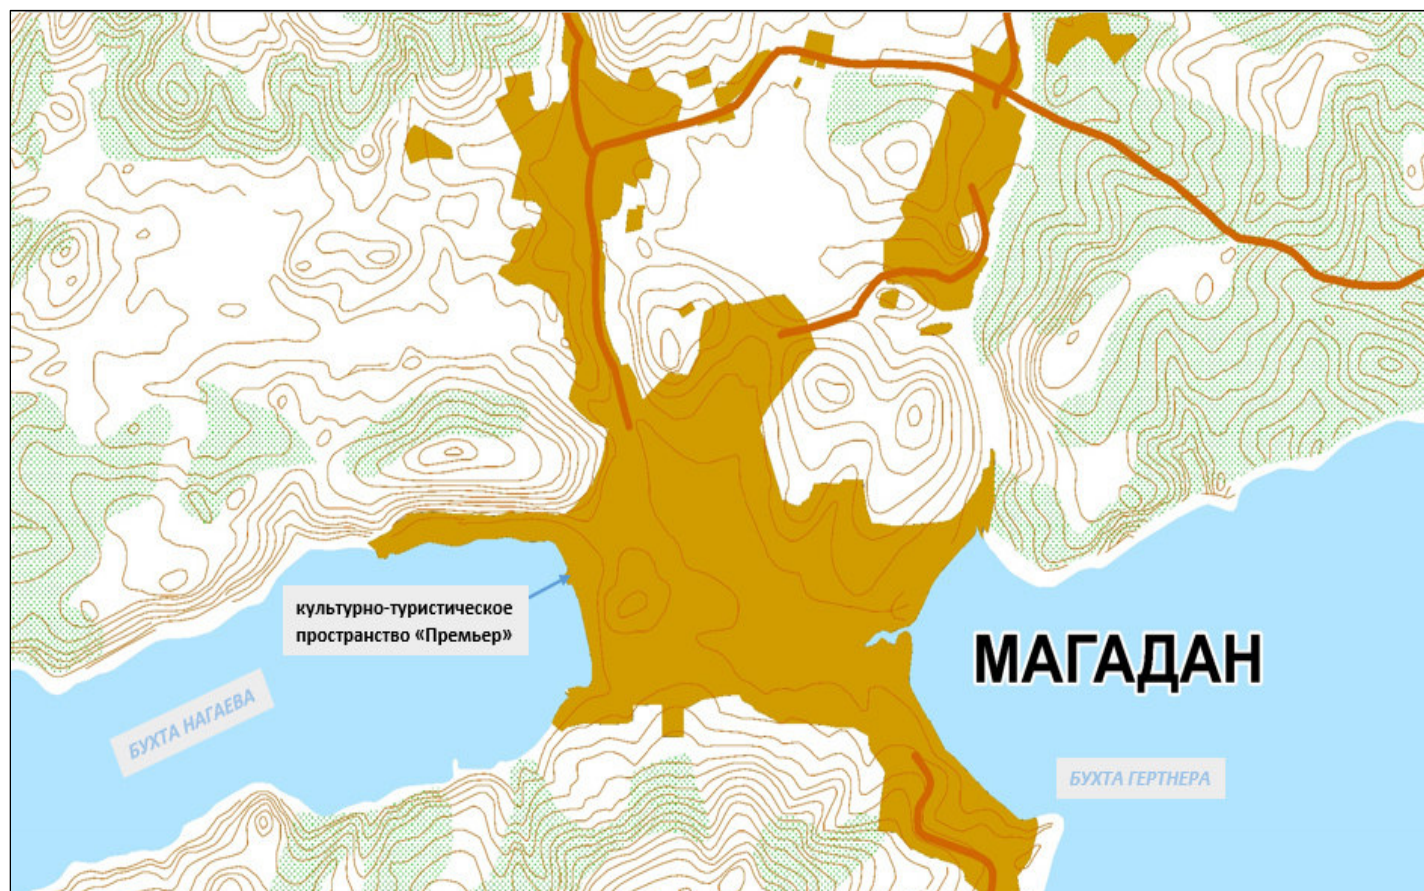 культурно-туристическое
пространство «Премьер»
МАГАДАН
БУХТА НАГАЕВА
БУХТА ГЕРТНЕРА